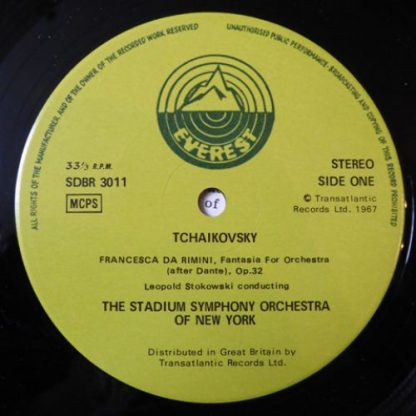 ALL RIGHTS OF THE MANUFACTURER, AND OF THE OWNER OF THE RECORDED WORK RESERVED
UNAUTHORISED PUBLIC PERFORMANCE, BROADCASTING AND COPYING OF THIS RECORD PROHIBITED
EVEREST
33⅓ R.P.M.
SDBR 3011
MCPS
STEREO
SIDE ONE
© Transatlantic
Records Ltd. 1967
of
TCHAIKOVSKY
FRANCESCA DA RIMINI, Fantasia For Orchestra
(after Dante), Op.32
Leopold Stokowski conducting
THE STADIUM SYMPHONY ORCHESTRA
OF NEW YORK
Distributed in Great Britain by
Transatlantic Records Ltd.